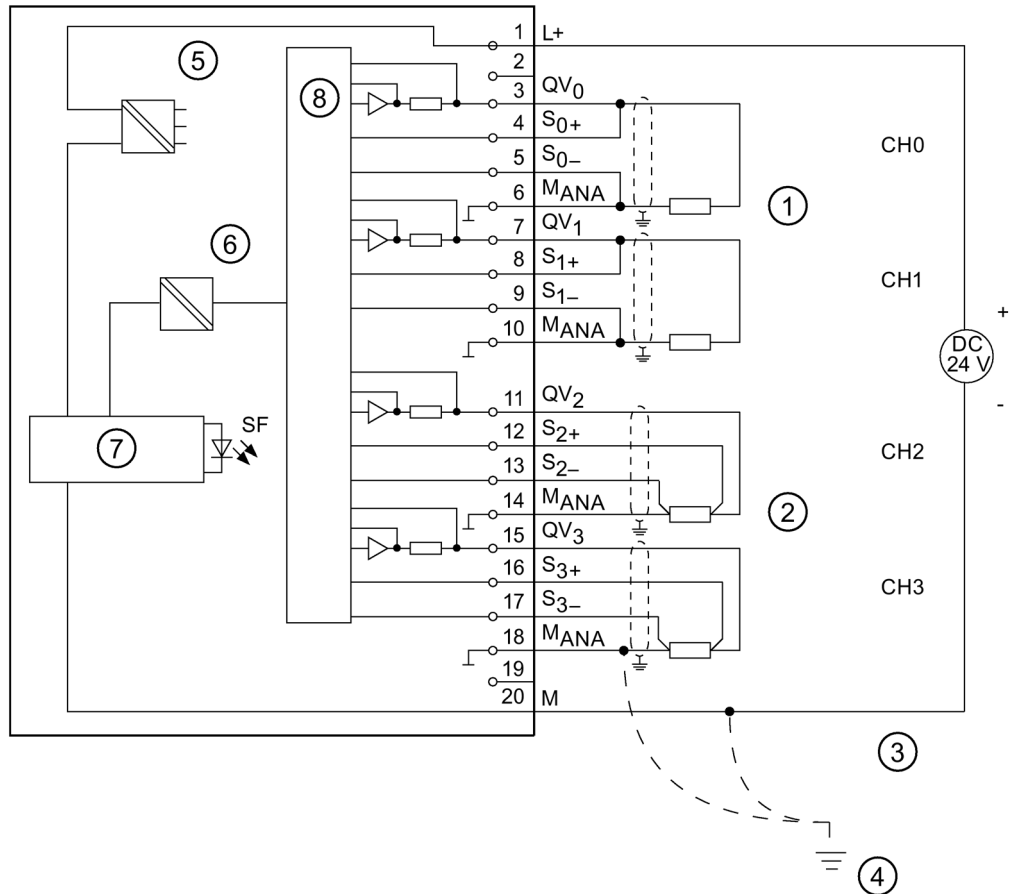 1 L+
2
3 QV0
4 S0+
5 S0–
6 MANA
7 QV1
8 S1+
9 S1–
10 MANA
11 QV2
12 S2+
13 S2–
14 MANA
15 QV3
16 S3+
17 S3–
18 MANA
19
20 M
5
8
6
7
SF
CH0
1
CH1
+
DC
24 V
-
CH2
2
CH3
3
4